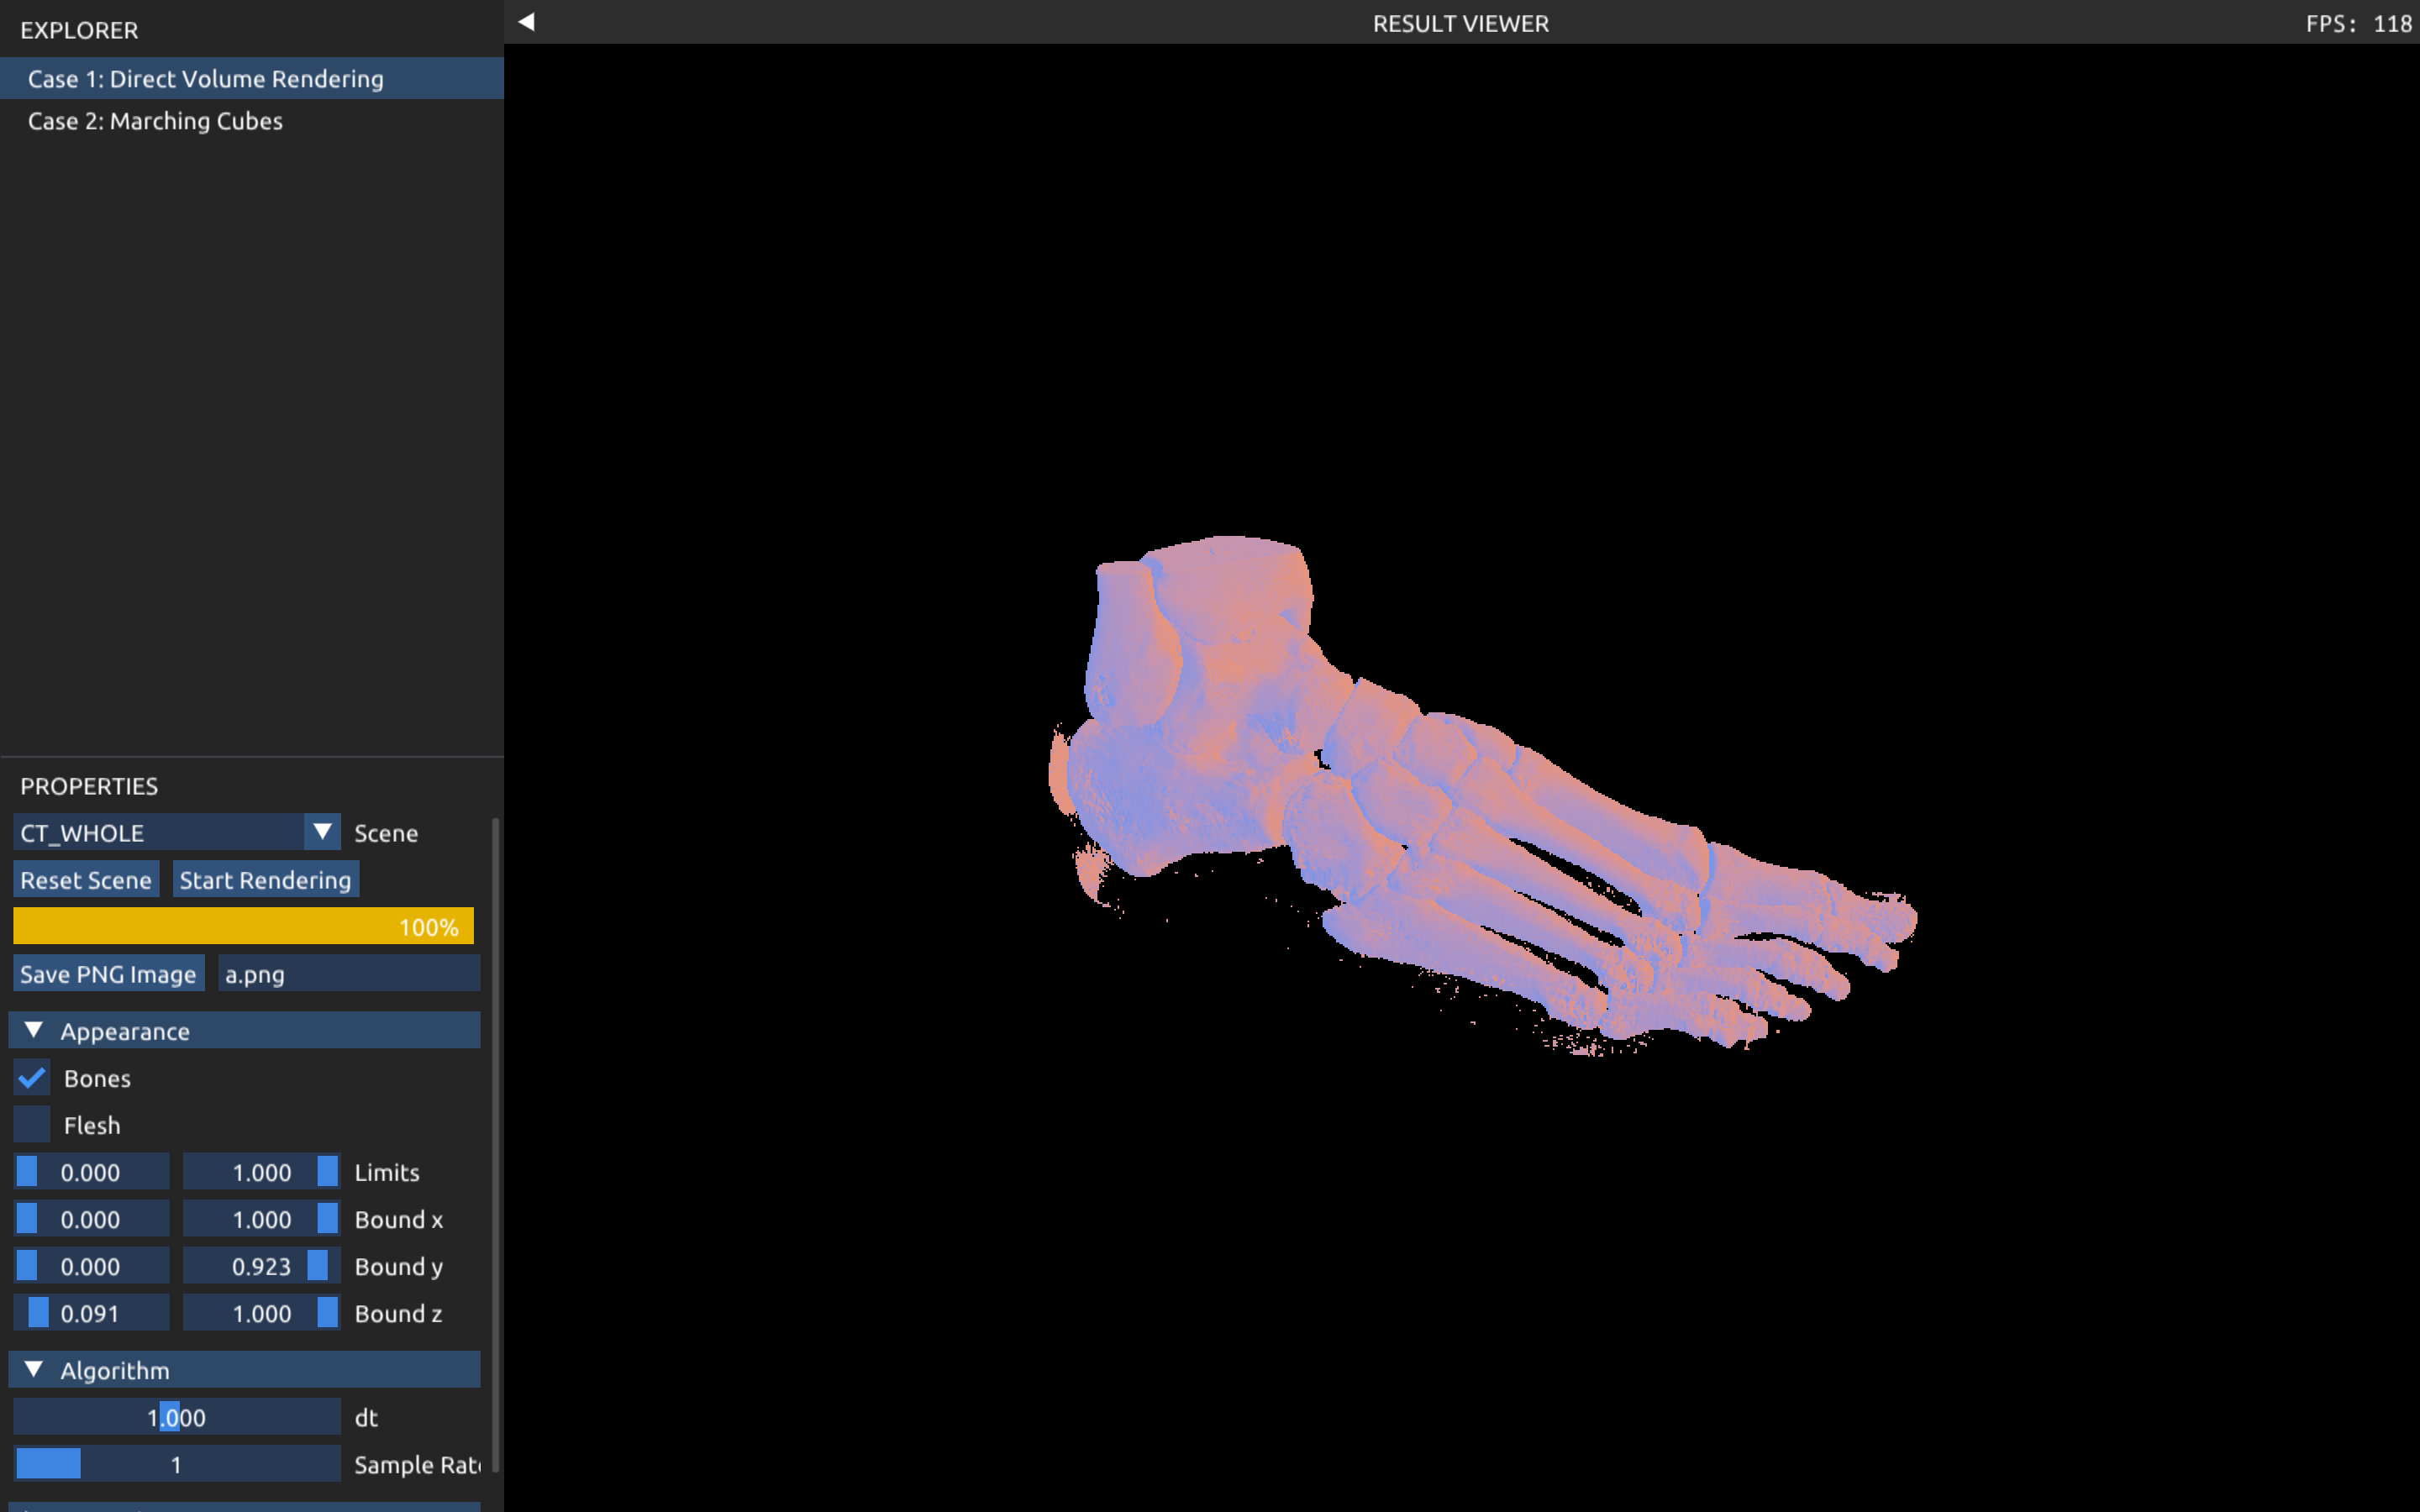 EXPLORER
Case 1: Direct Volume Rendering
Case 2: Marching Cubes
PROPERTIES
CT_WHOLE Scene
Reset Scene Start Rendering
100%
Save PNG Image a.png
Appearance
Bones
Flesh
0.000 1.000 Limits
0.000 1.000 Bound x
0.000 0.923 Bound y
0.091 1.000 Bound z
Algorithm
1.000 dt
1 Sample Rat
RESULT VIEWER
FPS: 118